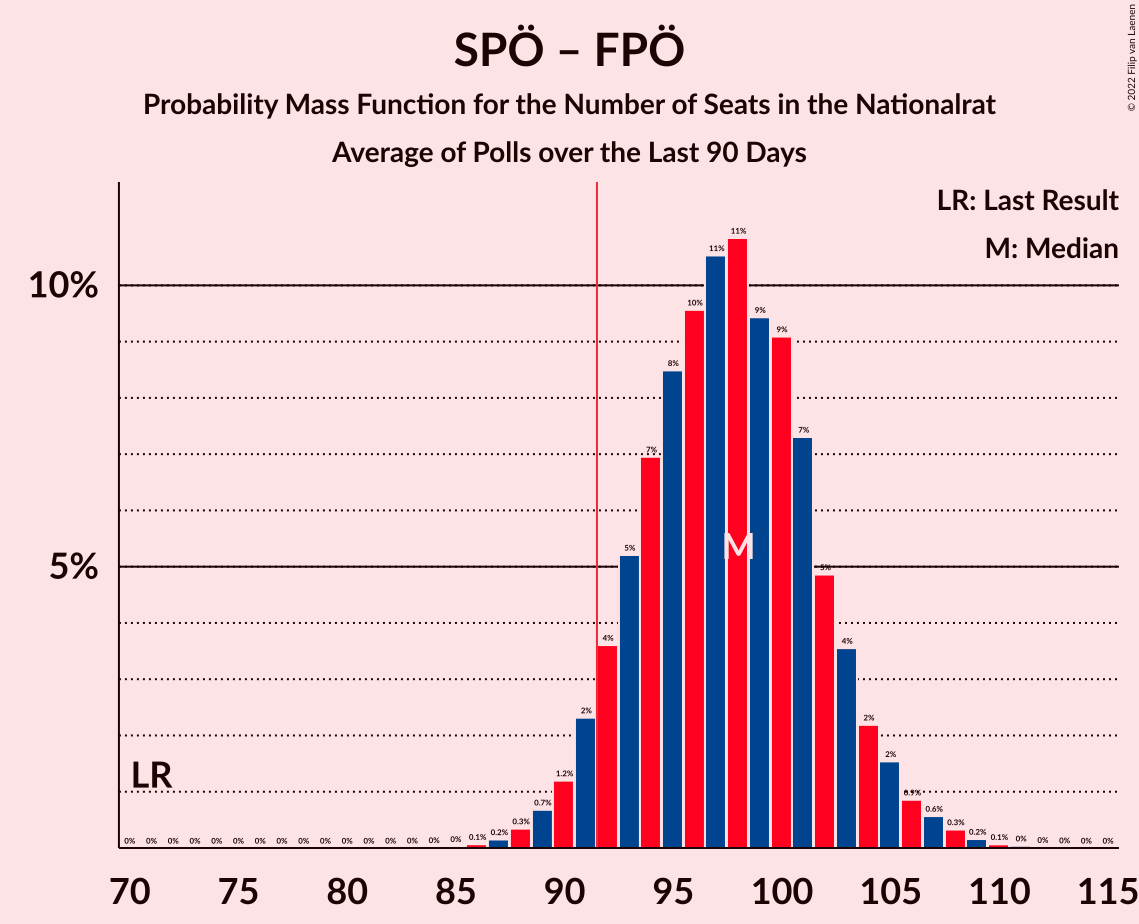 © 2022 Filip van Laenen
SPÖ – FPÖ
Probability Mass Function for the Number of Seats in the Nationalrat
Average of Polls over the Last 90 Days
LR: Last Result
M: Median
10%
5%
LR
M
0% 0% 0% 0% 0% 0% 0% 0% 0% 0% 0% 0% 0% 0% 0% 0% 0.1% 0.2% 0.3% 0.7% 1.2% 2% 4% 5% 7% 8% 10% 11% 11% 9% 9% 7% 5% 4% 2% 2% 0.9% 0.6% 0.3% 0.2% 0.1% 0% 0% 0% 0% 0%
70 75 80 85 90 95 100 105 110 115